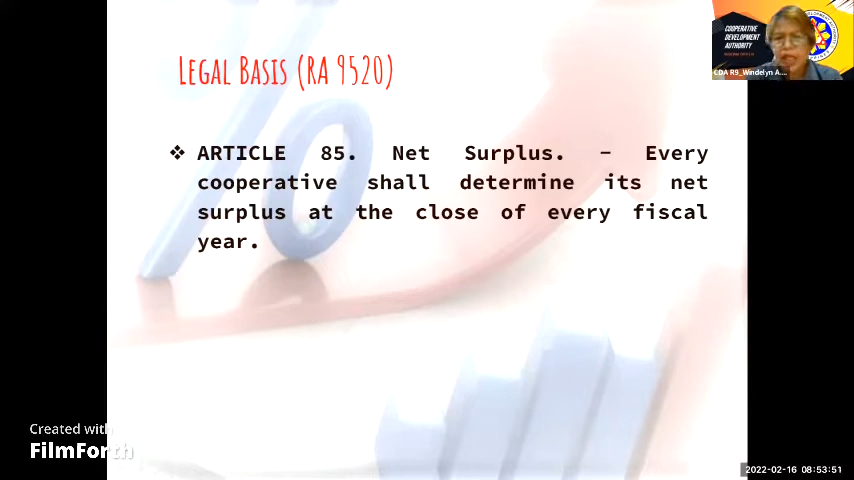 COOPERATIVE
DEVELOPMENT
AUTHORITY
CDA R9_Windelyn A....
Legal Basis (RA 9520)
❖ ARTICLE 85. Net Surplus. – Every
cooperative shall determine its net
surplus at the close of every fiscal
year.
Created with
FilmForth
2022-02-16 08:53:51